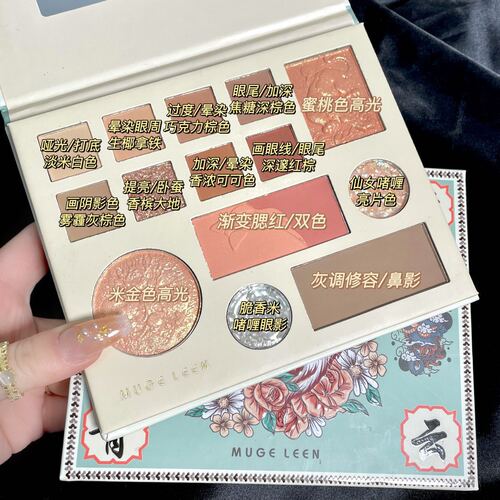 眼尾/加深
焦糖深棕色
蜜桃色高光
过度/晕染
巧克力棕色
晕染眼周
生椰拿铁
哑光/打底
淡米白色
画眼线/眼尾
深邃红棕
加深/晕染
香浓可可色
提亮/卧蚕
香槟大地
画阴影色
雾霾灰棕色
仙女啫喱
亮片色
渐变腮红/双色
灰调修容/鼻影
米金色高光
脆香米
啫喱眼影
MUGE LEEN
MUGE LEEN